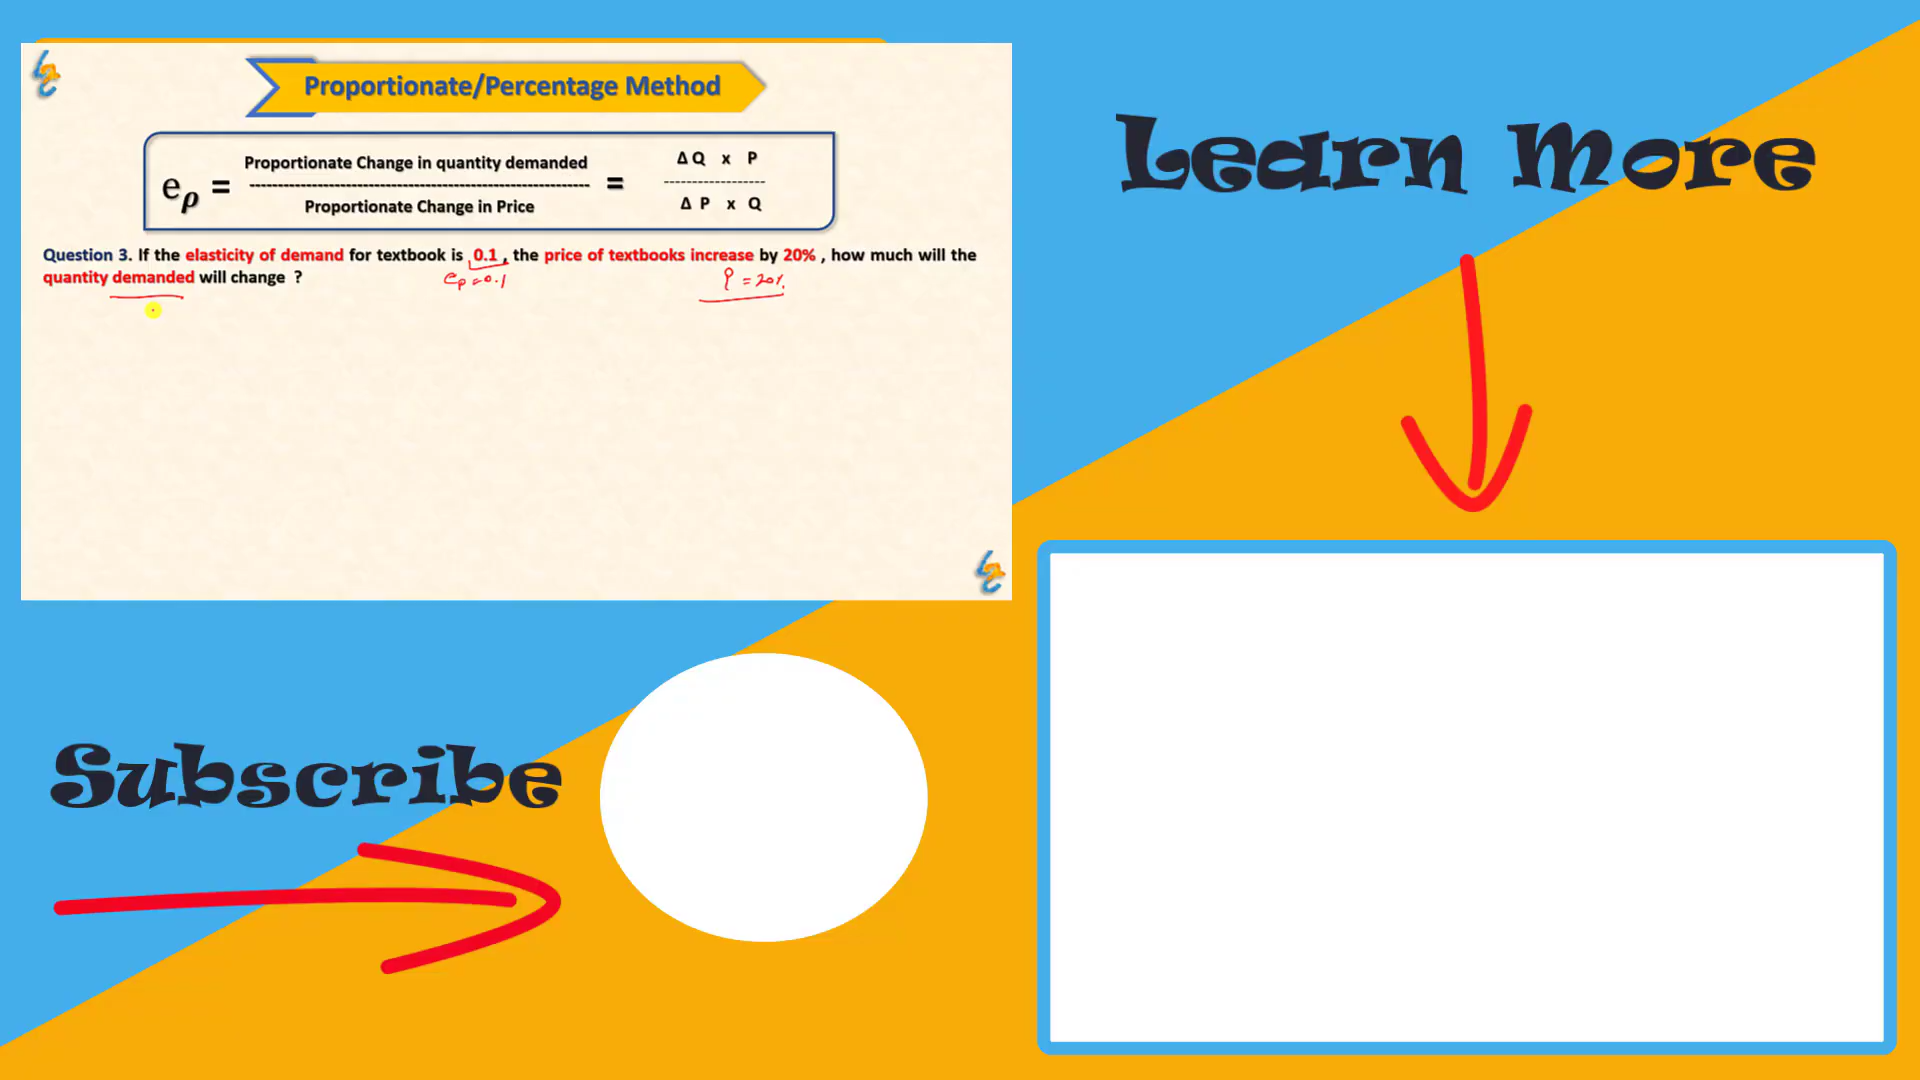 Proportionate/Percentage Method
eρ = Proportionate Change in quantity demanded = Δ Q x P
Proportionate Change in Price Δ P x Q
Question 3. If the elasticity of demand for textbook is 0.1 , the price of textbooks increase by 20% , how much will the
quantity demanded will change ?
ep = 0.1
P = 20%
Learn More
Subscribe